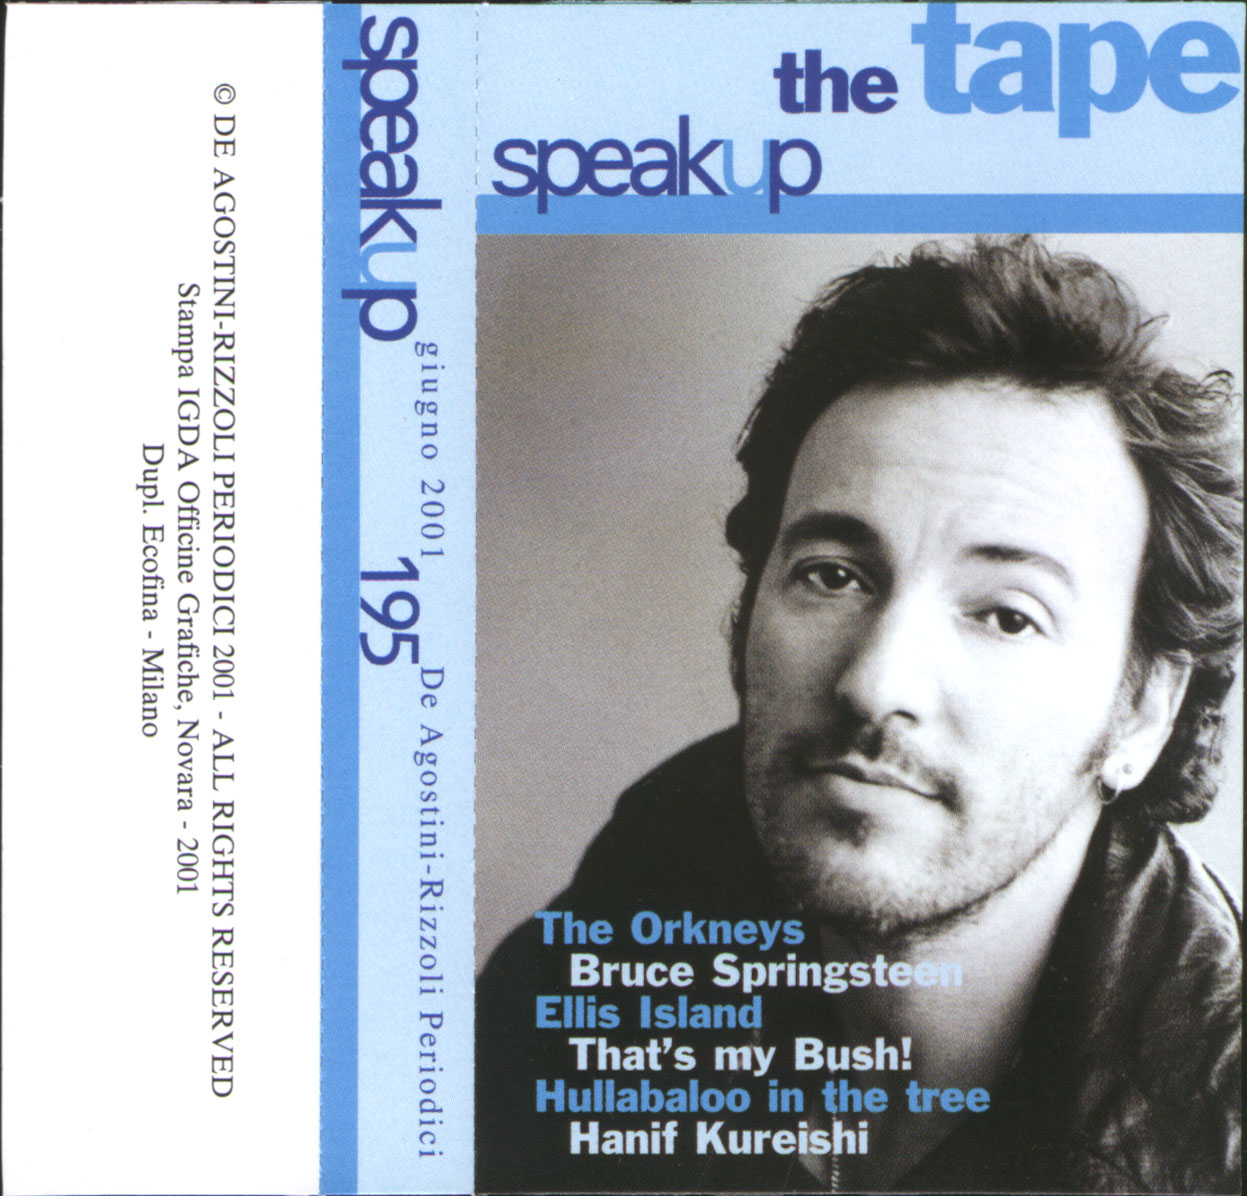 © DE AGOSTINI-RIZZOLI PERIODICI 2001 - ALL RIGHTS RESERVED
Stampa IGDA Officine Grafiche, Novara - 2001
Dupl. Ecofina - Milano
speakup
giugno 2001
195
De Agostini-Rizzoli Periodici
the tape
speakup
The Orkneys
Bruce Springsteen
Ellis Island
That's my Bush!
Hullabaloo in the tree
Hanif Kureishi